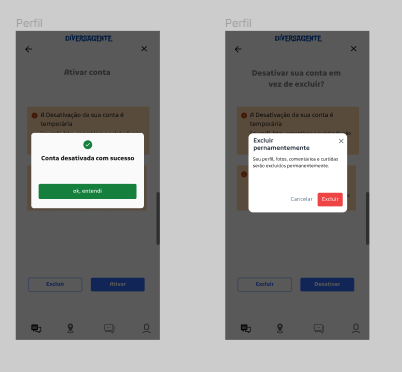 Perfil
DIVERSAGENTE
Ativar conta
A Desativação da sua conta é
temporária
Conta desativada com sucesso
ok, entendi
Excluir
Ativar
Perfil
DIVERSAGENTE
Desativar sua conta em
vez de excluir?
A Desativação da sua conta é
temporária
Excluir
pernamentemente
Seu perfil, fotos, comentários e curtidas
serão excluídos permanentemente.
Cancelar
Excluir
Excluir
Desativar